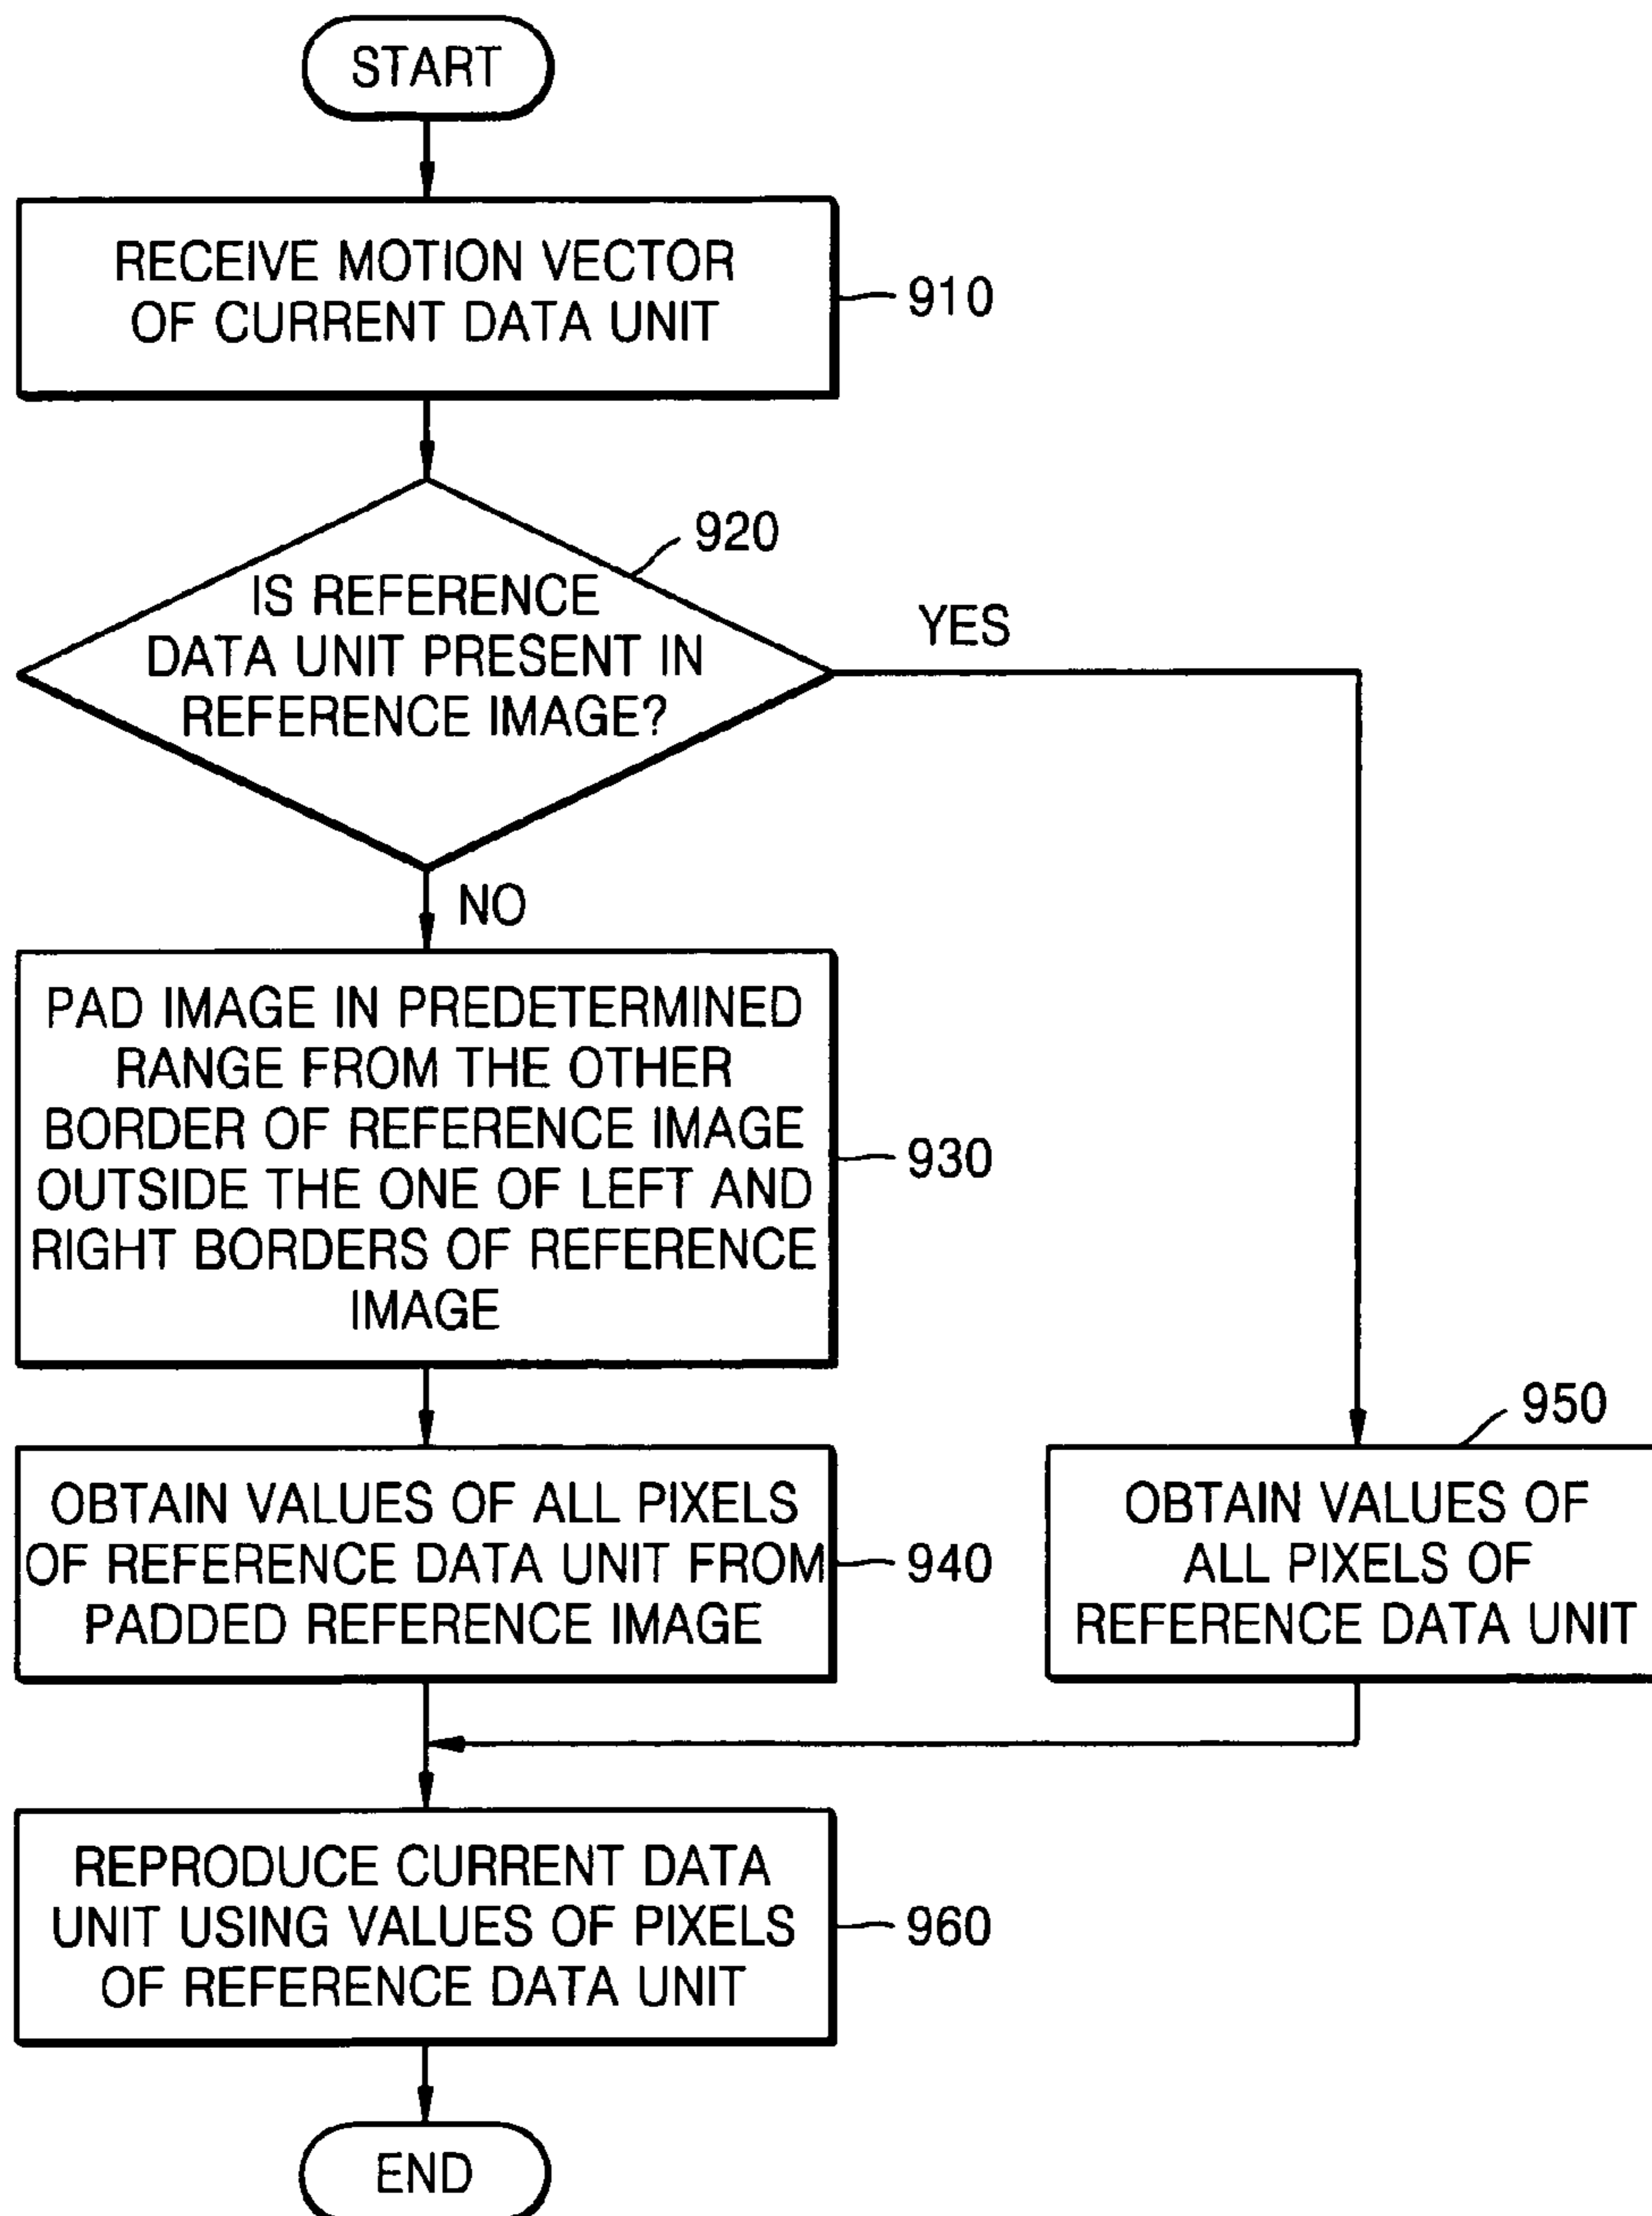 START
RECEIVE MOTION VECTOR
OF CURRENT DATA UNIT
910
920
IS REFERENCE
DATA UNIT PRESENT IN
REFERENCE IMAGE?
YES
NO
PAD IMAGE IN PREDETERMINED
RANGE FROM THE OTHER
BORDER OF REFERENCE IMAGE
OUTSIDE THE ONE OF LEFT AND
RIGHT BORDERS OF REFERENCE
IMAGE
930
OBTAIN VALUES OF ALL PIXELS
OF REFERENCE DATA UNIT FROM
PADDED REFERENCE IMAGE
940
950
OBTAIN VALUES OF
ALL PIXELS OF
REFERENCE DATA UNIT
REPRODUCE CURRENT DATA
UNIT USING VALUES OF PIXELS
OF REFERENCE DATA UNIT
960
END